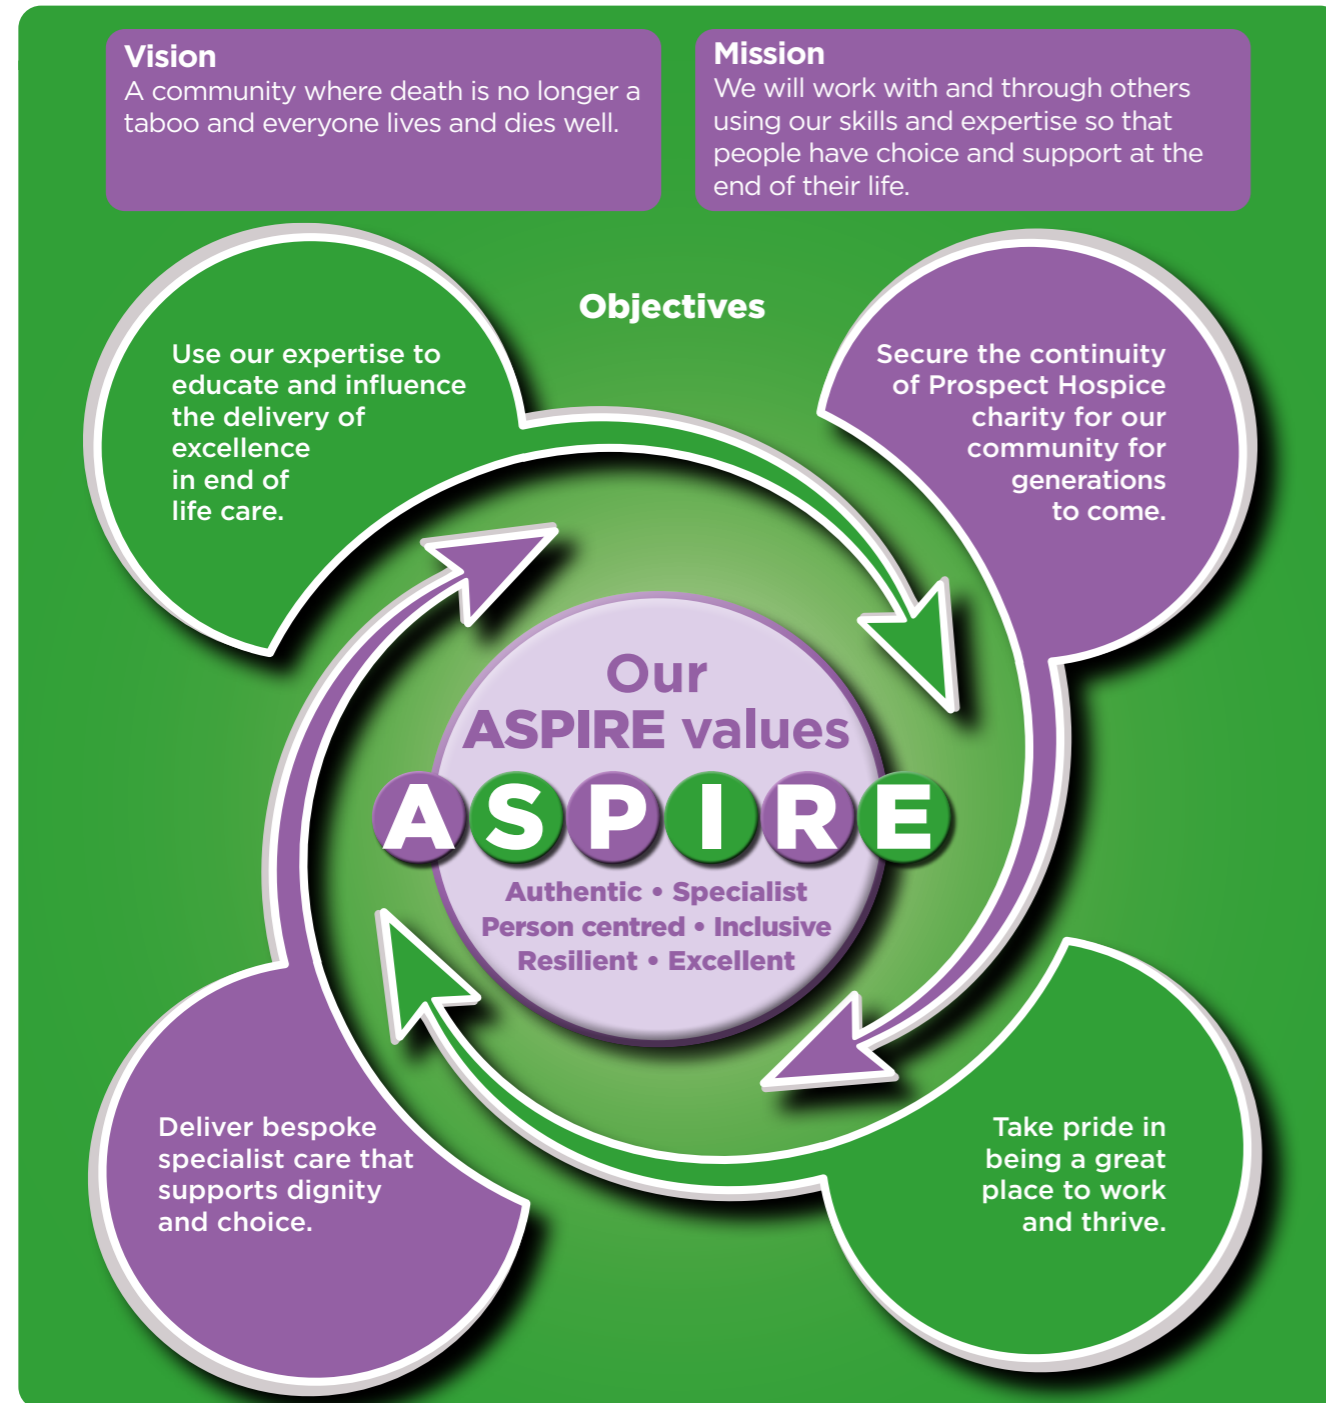 Vision
A community where death is no longer a
taboo and everyone lives and dies well.
Mission
We will work with and through others
using our skills and expertise so that
people have choice and support at the
end of their life.
Objectives
Use our expertise to
educate and influence
the delivery of
excellence
in end of
life care.
Secure the continuity
of Prospect Hospice
charity for our
community for
generations
to come.
Our
ASPIRE values
ASPIRE
Authentic • Specialist
Person centred • Inclusive
Resilient • Excellent
Deliver bespoke
specialist care that
supports dignity
and choice.
Take pride in
being a great
place to work
and thrive.